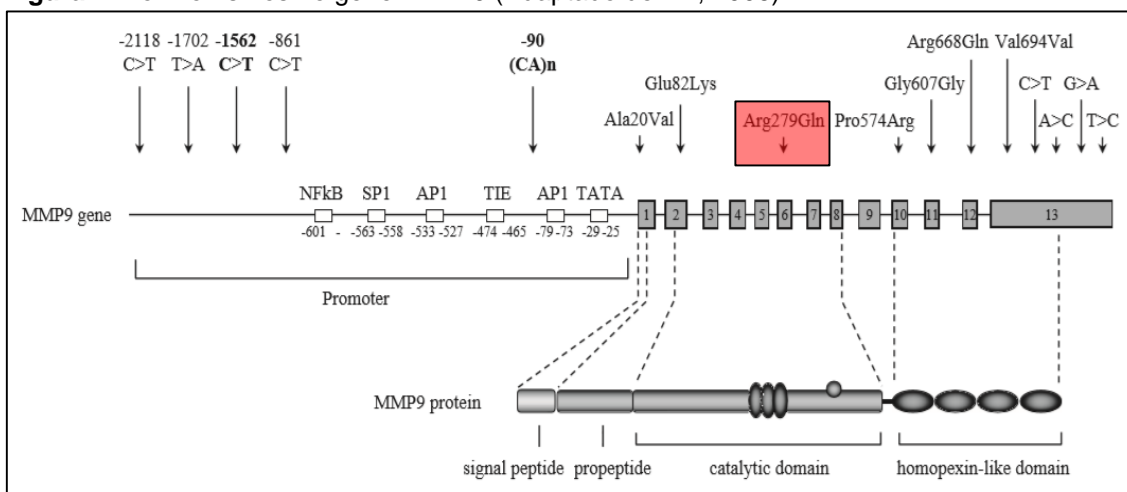 -2118 -1702 -1562 -861
C>T T>A C>T C>T
-90
(CA)n
Arg668Gln Val694Val
Glu82Lys
Gly607Gly
C>T G>A
Ala20Val
Arg279Gln
Pro574Arg
A>C T>C
NFkB SP1 AP1 TIE AP1 TATA
MMP9 gene
1 2 3 4 5 6 7 8 9 10 11 12 13
-601 - -563 -558 -533 -527 -474 -465 -79 -73 -29 -25
Promoter
MMP9 protein
signal peptide propeptide catalytic domain homopexin-like domain